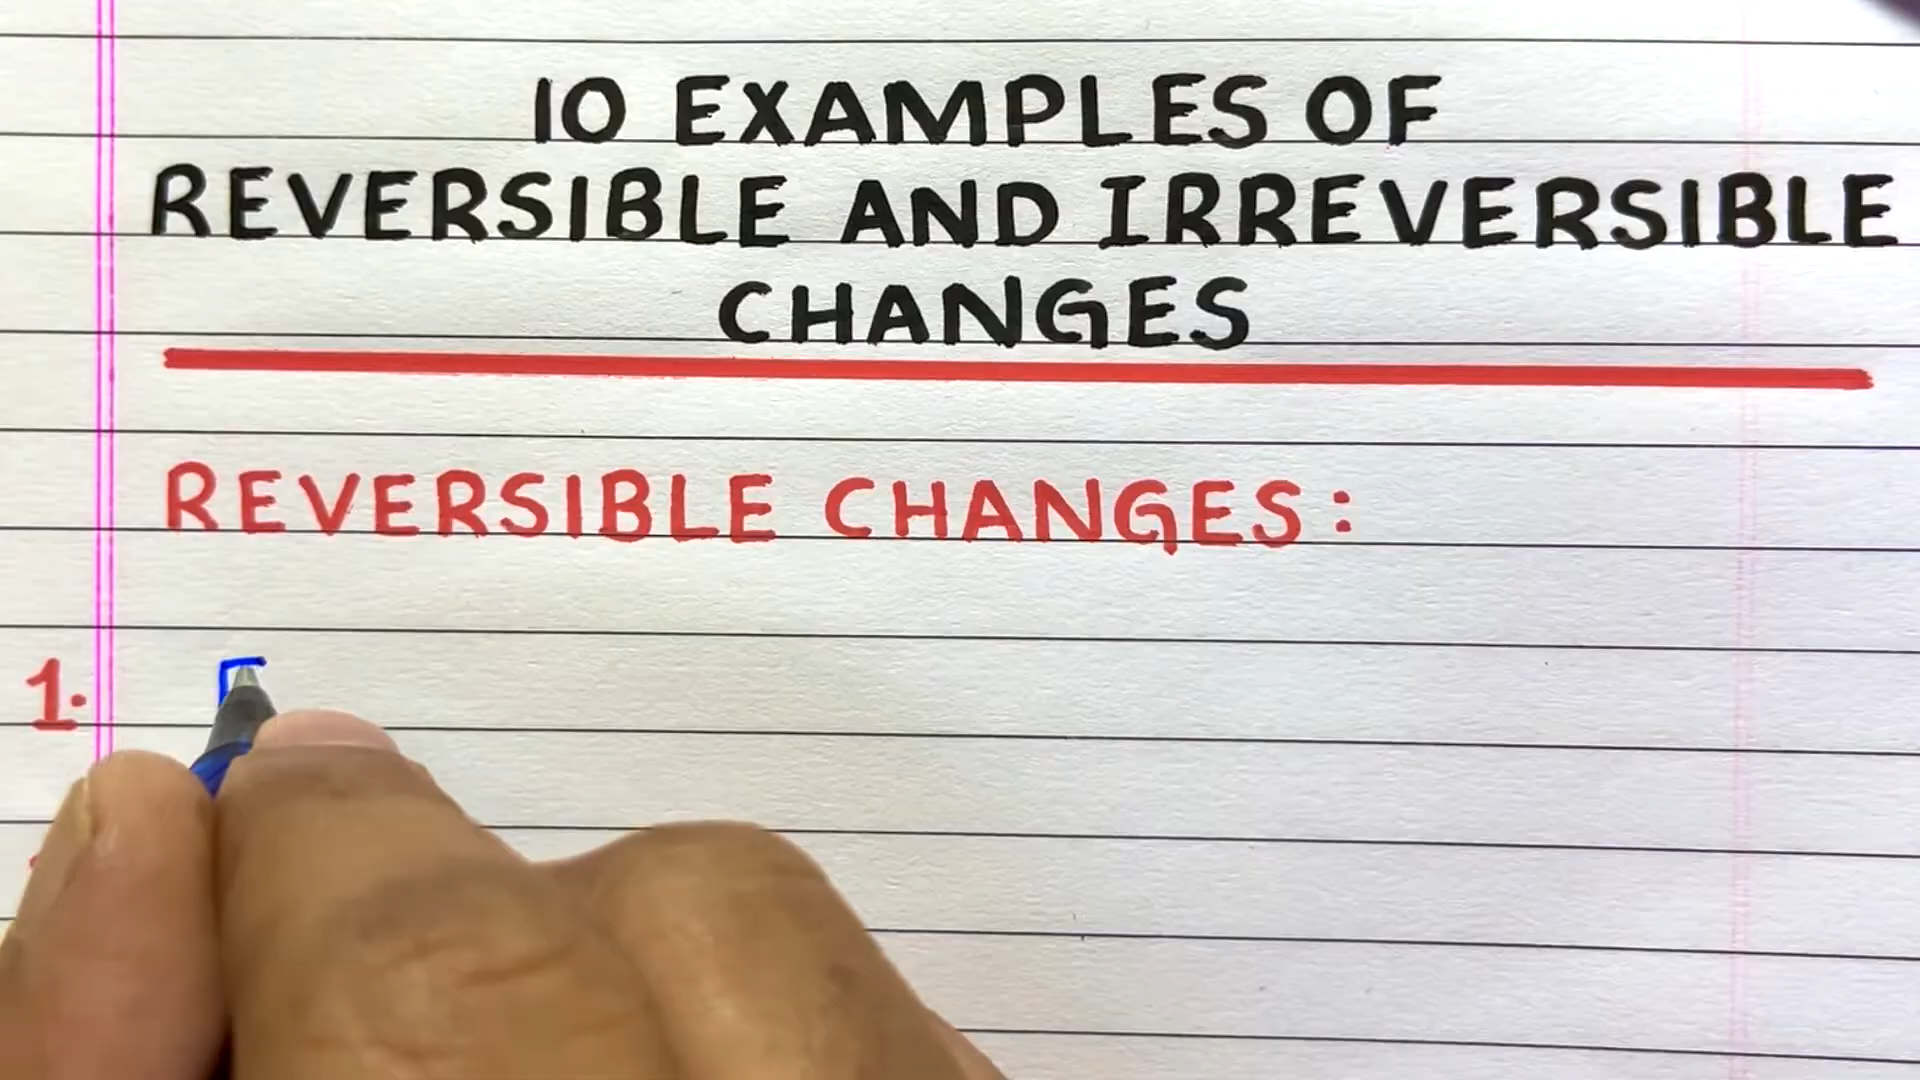 10 EXAMPLES OF
REVERSIBLE AND IRREVERSIBLE
CHANGES
REVERSIBLE CHANGES:
1.